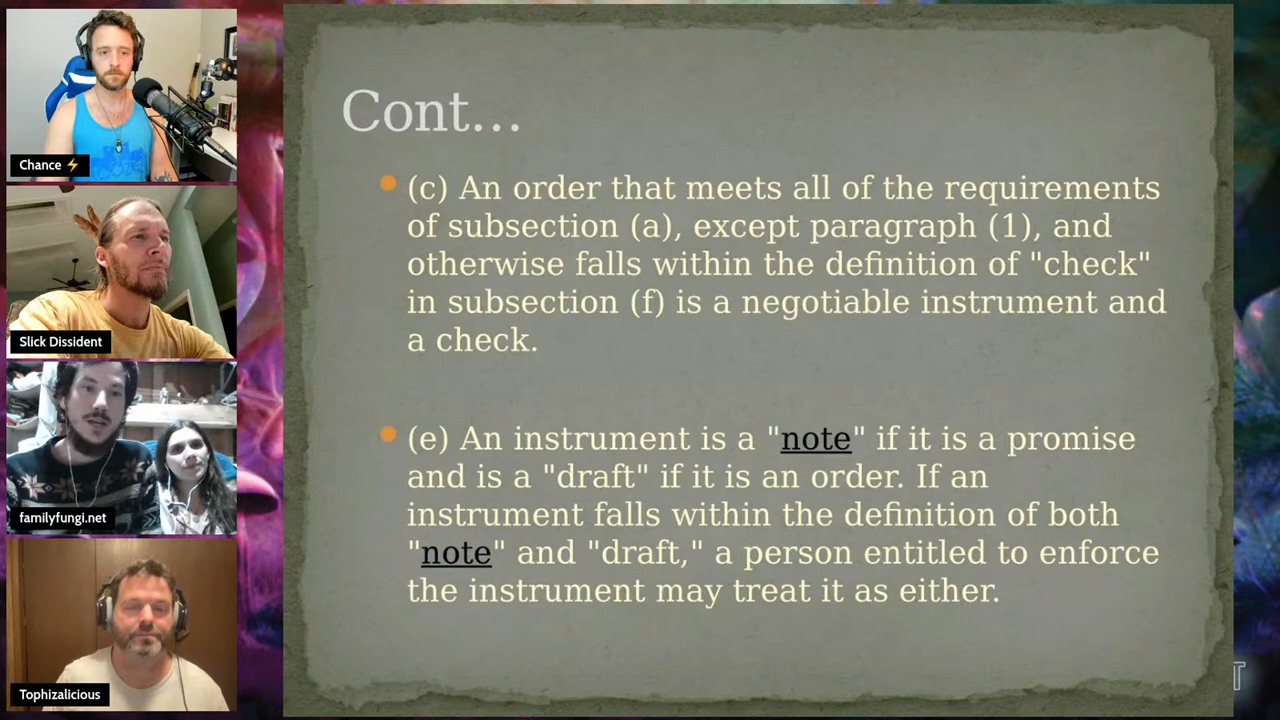 Chance ⚡
Slick Dissident
familyfungi.net
Tophizalicious
Cont...
(c) An order that meets all of the requirements
of subsection (a), except paragraph (1), and
otherwise falls within the definition of "check"
in subsection (f) is a negotiable instrument and
a check.
(e) An instrument is a "note" if it is a promise
and is a "draft" if it is an order. If an
instrument falls within the definition of both
"note" and "draft," a person entitled to enforce
the instrument may treat it as either.